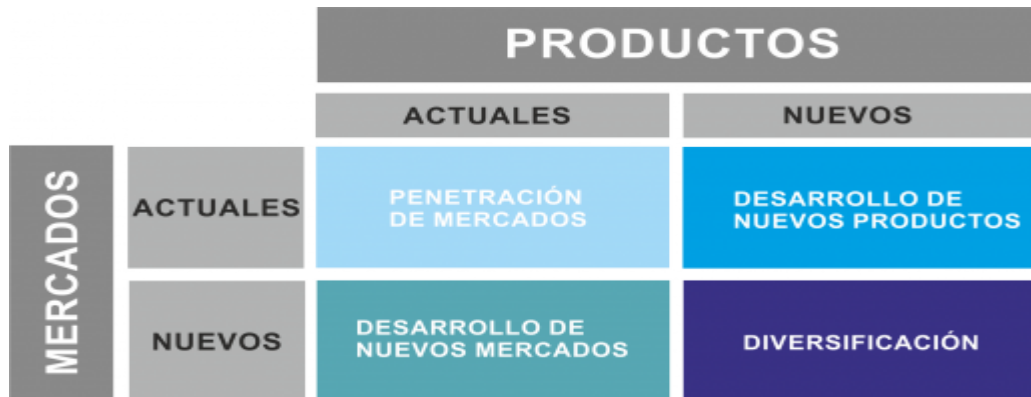 PRODUCTOS
ACTUALES
NUEVOS
MERCADOS
ACTUALES
PENETRACIÓN
DE MERCADOS
DESARROLLO DE
NUEVOS PRODUCTOS
NUEVOS
DESARROLLO DE
NUEVOS MERCADOS
DIVERSIFICACIÓN